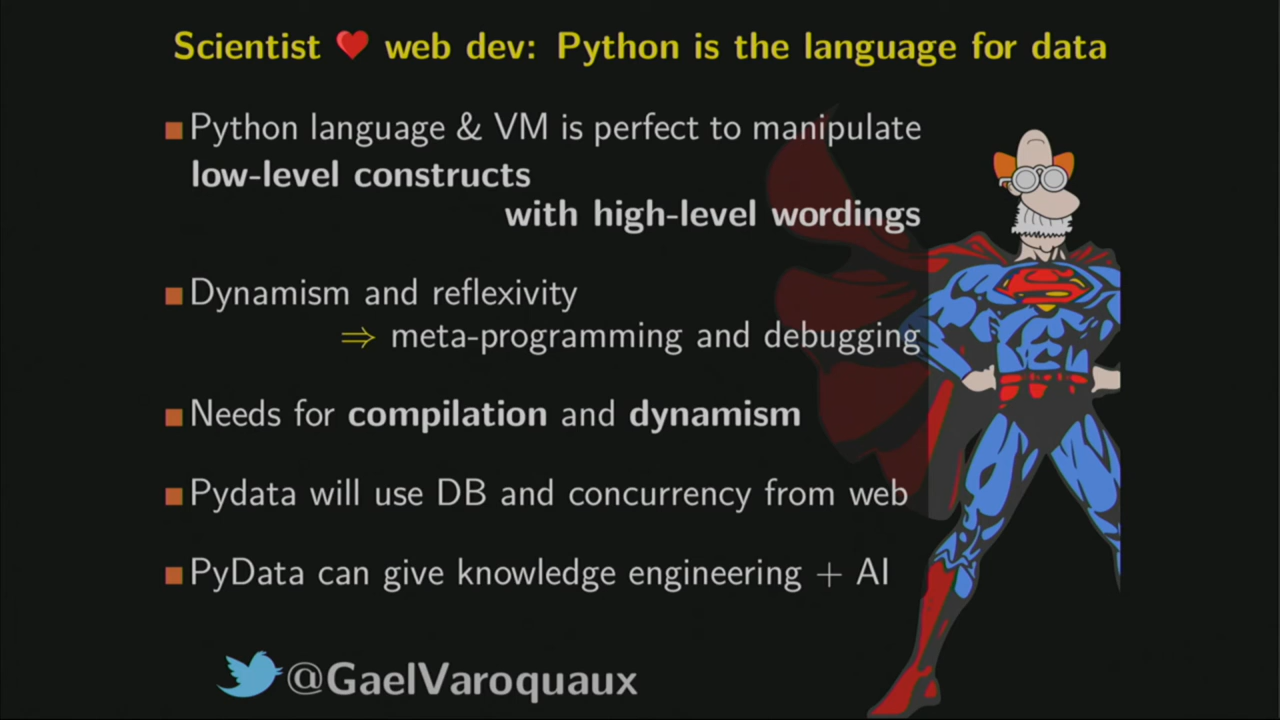 Scientist ❤ web dev: Python is the language for data
Python language & VM is perfect to manipulate
low-level constructs
with high-level wordings
Dynamism and reflexivity
⇒ meta-programming and debugging
Needs for compilation and dynamism
Pydata will use DB and concurrency from web
PyData can give knowledge engineering + AI
@GaelVaroquaux